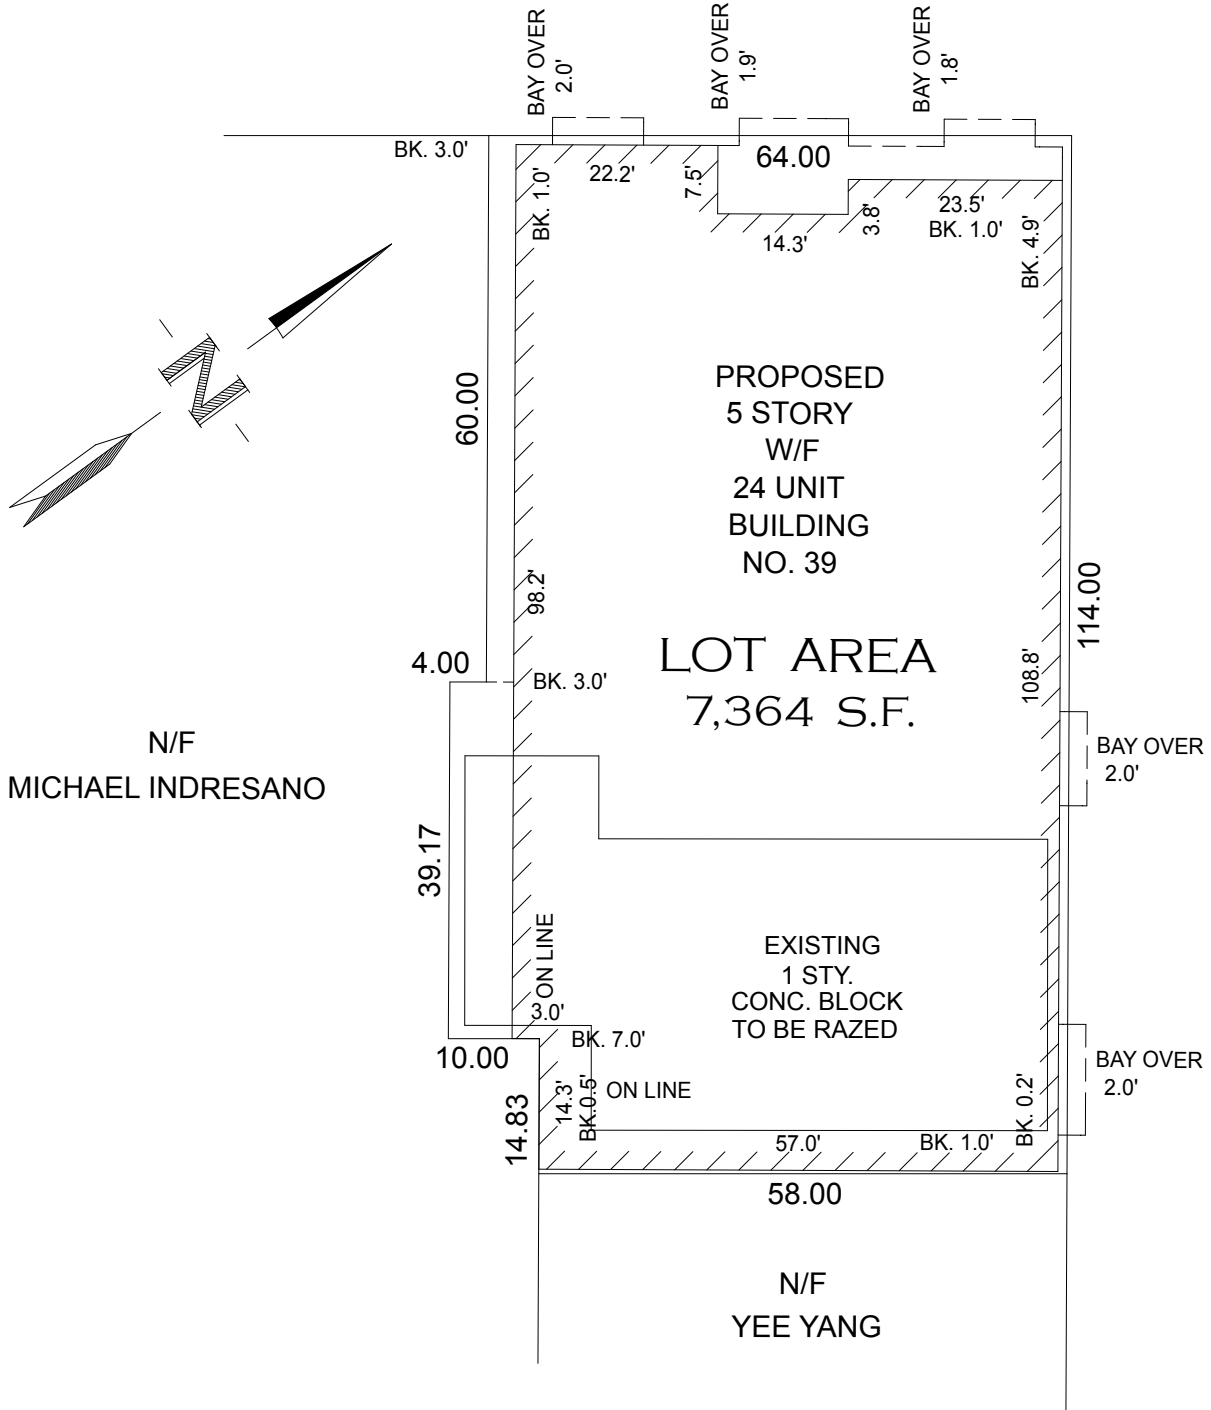 BAY OVER
2.0'
BAY OVER
1.9'
BAY OVER
1.8'
BK. 3.0'
BK. 1.0'
22.2'
7.5'
64.00
14.3'
3.8'
23.5'
BK. 1.0'
BK. 4.9'
N
60.00
PROPOSED
5 STORY
W/F
24 UNIT
BUILDING
NO. 39
98.2'
114.00
LOT AREA
7,364 S.F.
108.8'
4.00
BK. 3.0'
N/F
MICHAEL INDRESANO
BAY OVER
2.0'
39.17
ON LINE
3.0'
EXISTING
1 STY.
CONC. BLOCK
TO BE RAZED
BK. 7.0'
10.00
14.83
14.3'
BK.0.5'
ON LINE
BK. 0.2'
BAY OVER
2.0'
57.0'
BK. 1.0'
58.00
N/F
YEE YANG